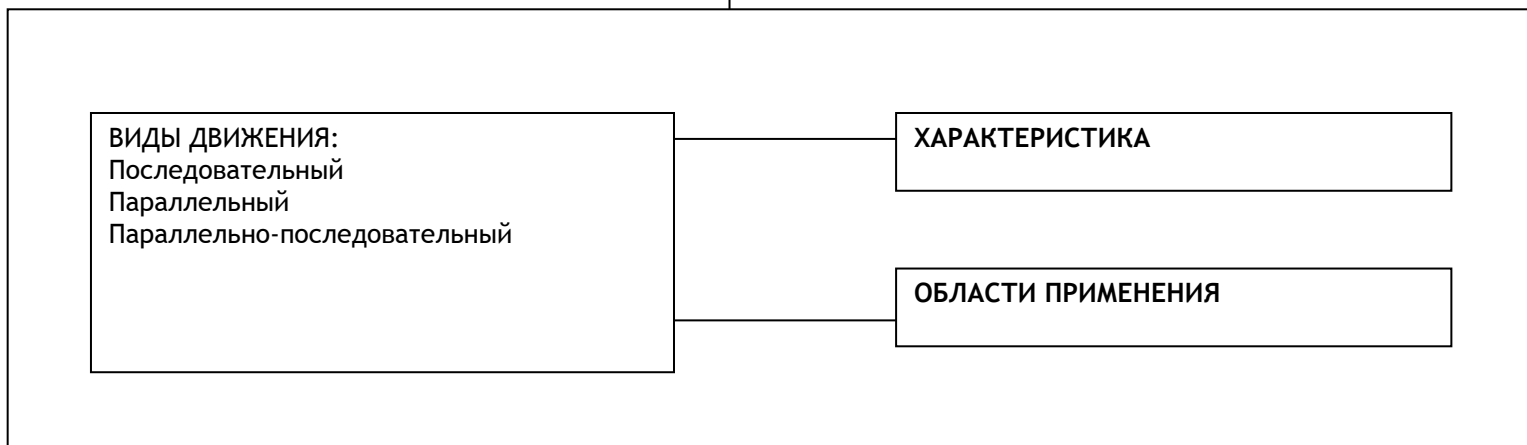 ВИДЫ ДВИЖЕНИЯ:
Последовательный
Параллельный
Параллельно-последовательный
ХАРАКТЕРИСТИКА
ОБЛАСТИ ПРИМЕНЕНИЯ